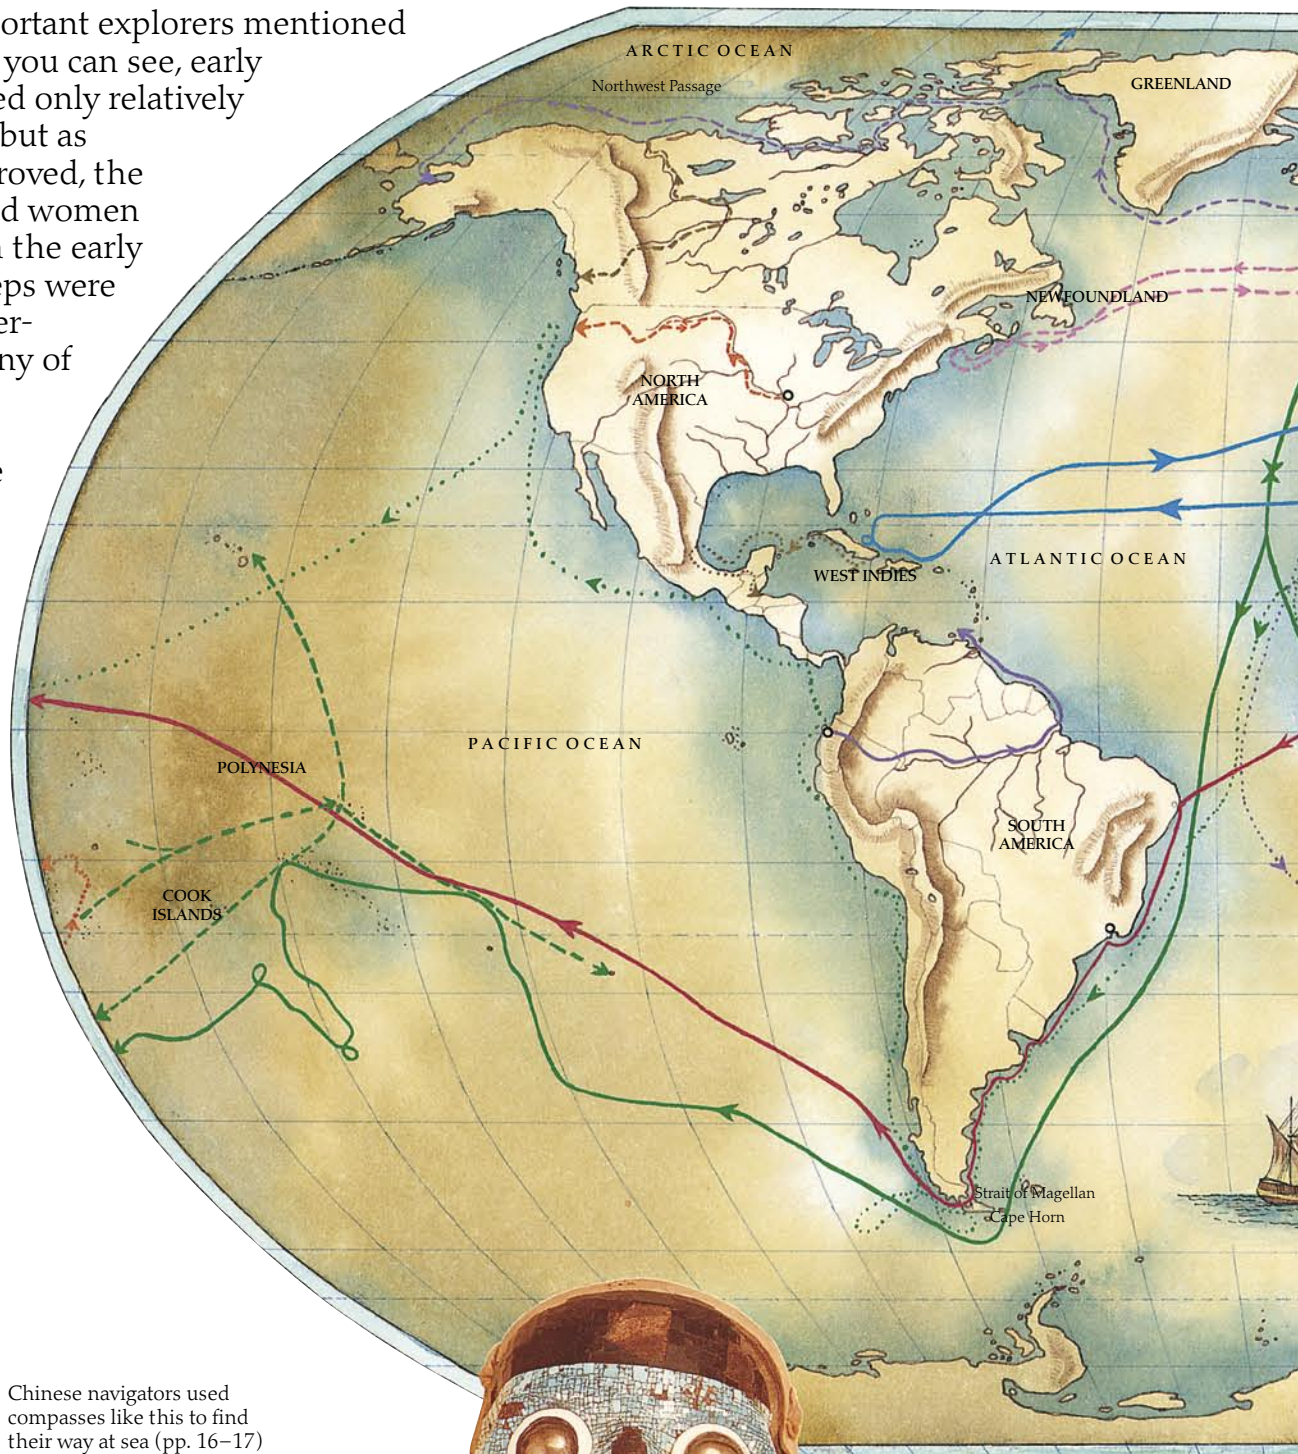 ortant explorers mentioned
you can see, early
ed only relatively
but as
roved, the
d women
n the early
eps were
er-
ny of
e
ARCTIC OCEAN
Northwest Passage
GREENLAND
NEWFOUNDLAND
NORTH
AMERICA
ATLANTIC OCEAN
WEST INDIES
PACIFIC OCEAN
POLYNESIA
SOUTH
AMERICA
COOK
ISLANDS
Strait of Magellan
Cape Horn
Chinese navigators used
compasses like this to find
their way at sea (pp. 16–17)